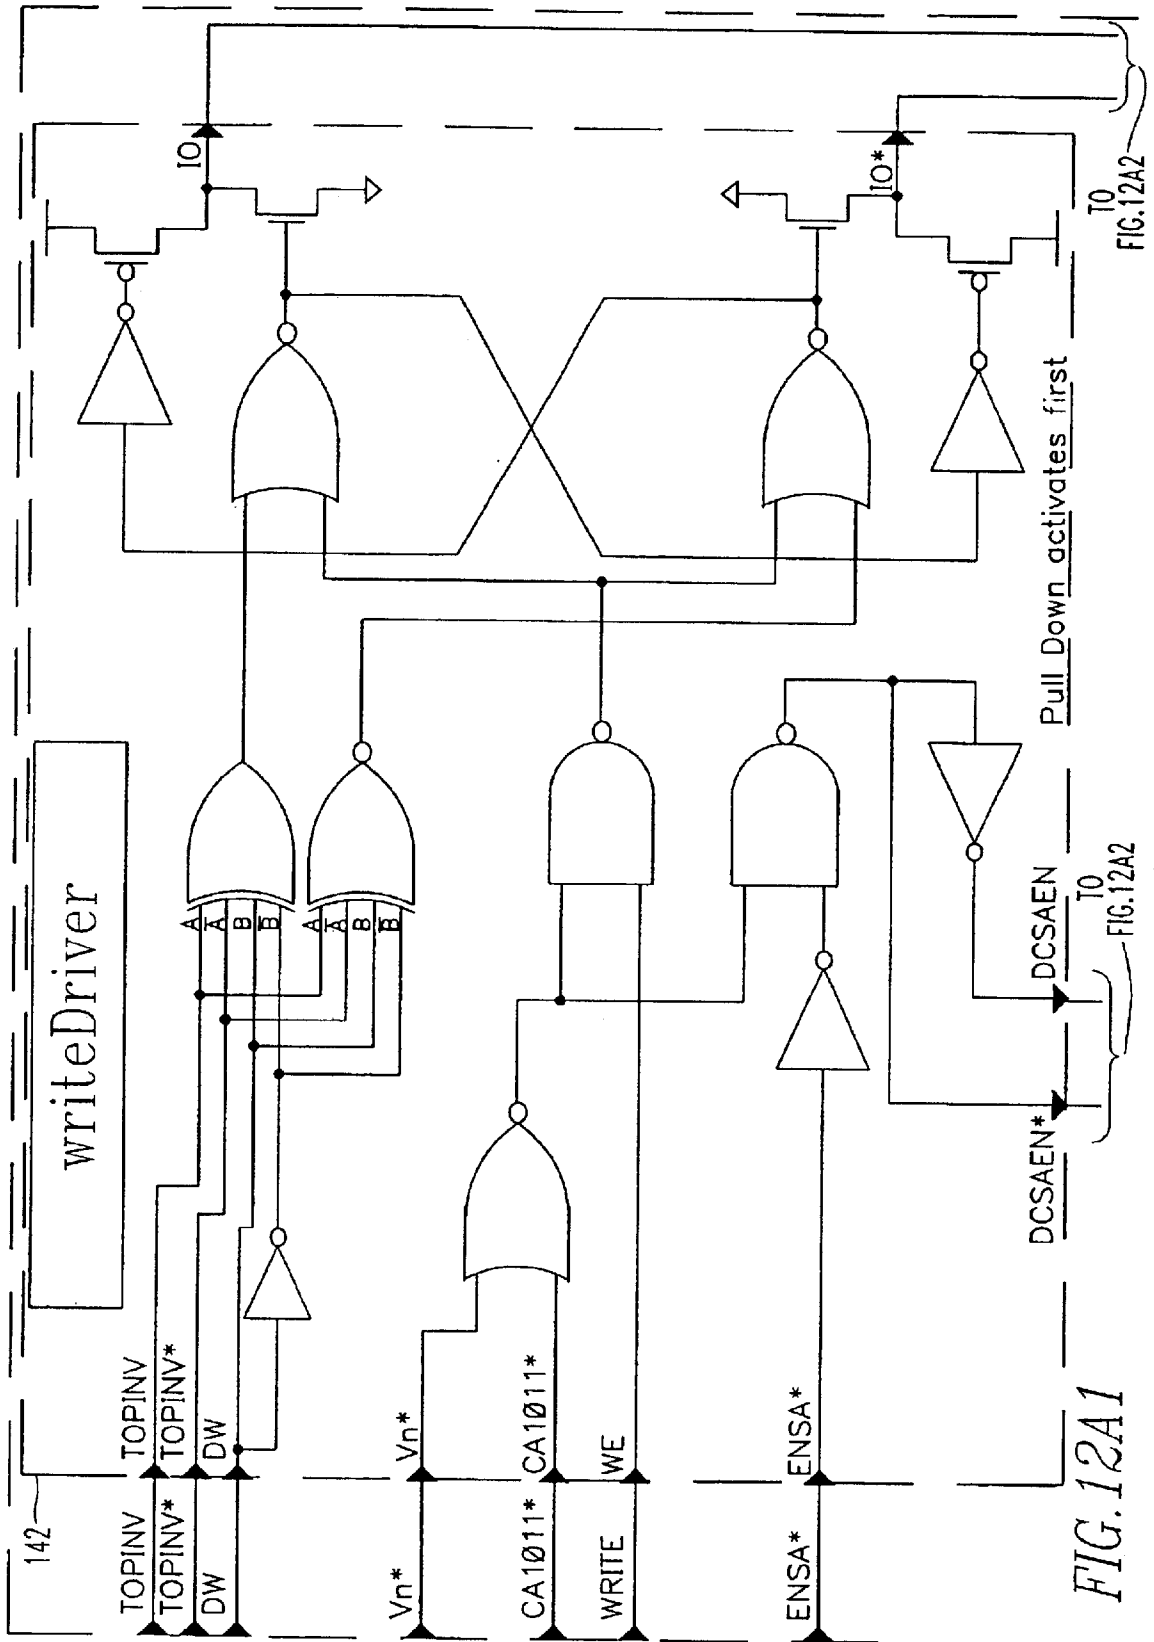 142
writeDriver
TOPINV
TOPINV
TOPINV*
TOPINV*
DW
DW
A
A̅
B
B̅
A
A̅
B
B̅
IO
Vn*
Vn*
CA1011*
CA1011*
WRITE
WE
ENSA*
ENSA*
IO*
TO
FIG.12A2
Pull Down activates first
DCSAEN*
DCSAEN
TO
FIG.12A2
FIG.12A1